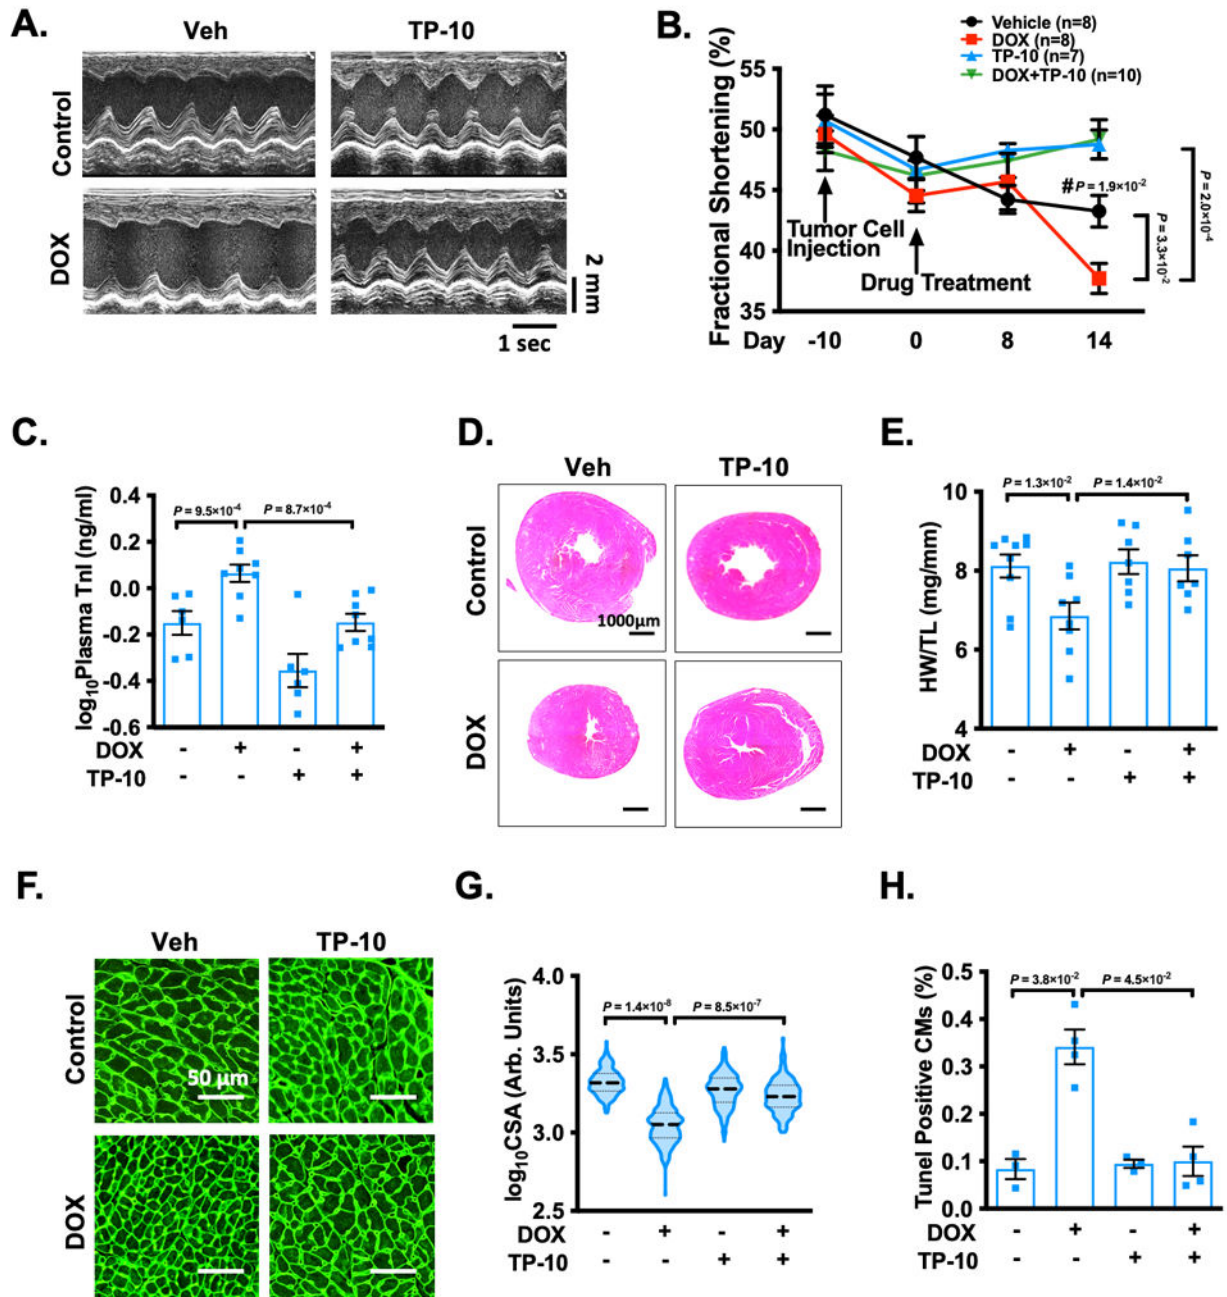 A.
Veh TP-10
Control
DOX
2 mm
1 sec
B.
Vehicle (n=8)
DOX (n=8)
TP-10 (n=7)
DOX+TP-10 (n=10)
Fractional Shortening (%)
55
50
45
40
35
Tumor Cell
Injection
Drug Treatment
#P = 1.9×10⁻²
P = 3.3×10⁻²
P = 2.0×10⁻⁴
Day -10 0 8 14
C.
log₁₀Plasma TnI (ng/ml)
0.4
0.2
0.0
-0.2
-0.4
-0.6
P = 9.5×10⁻⁴ P = 8.7×10⁻⁴
DOX - + - +
TP-10 - - + +
D.
Veh TP-10
Control
1000µm
DOX
E.
HW/TL (mg/mm)
10
8
6
4
P = 1.3×10⁻² P = 1.4×10⁻²
DOX - + - +
TP-10 - - + +
F.
Veh TP-10
Control
50 µm
DOX
G.
log₁₀CSA (Arb. Units)
4.0
3.5
3.0
2.5
P = 1.4×10⁻⁸ P = 8.5×10⁻⁷
DOX - + - +
TP-10 - - + +
H.
Tunel Positive CMs (%)
0.5
0.4
0.3
0.2
0.1
0.0
P = 3.8×10⁻² P = 4.5×10⁻²
DOX - + - +
TP-10 - - + +